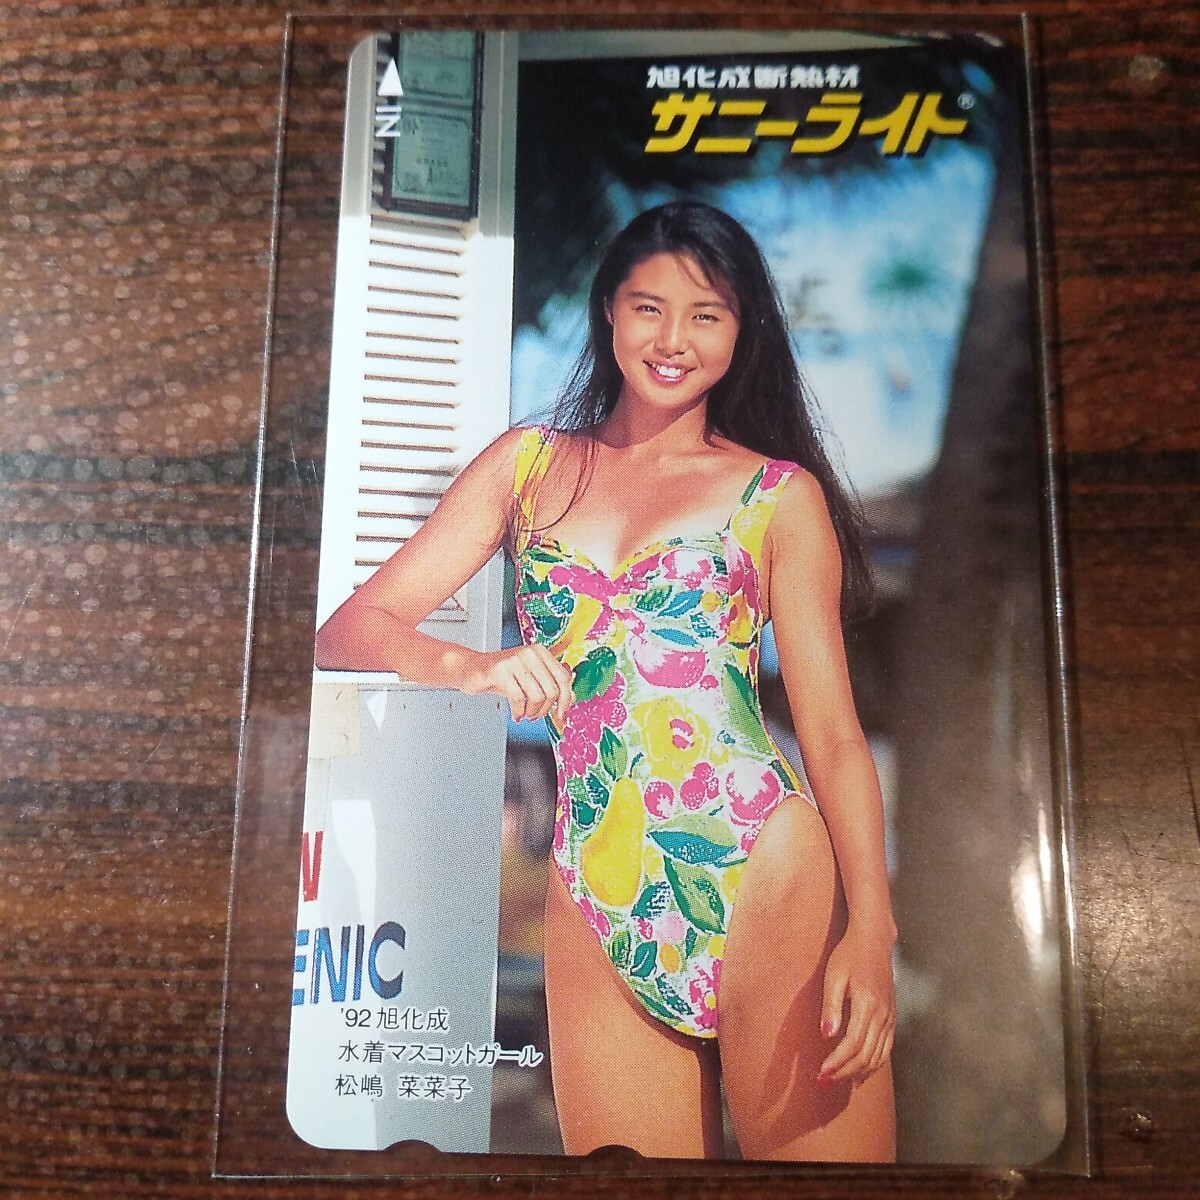 IN
旭化成断熱材
サニーライト®
W
ENIC
'92 旭化成
水着マスコットガール
松嶋 菜菜子